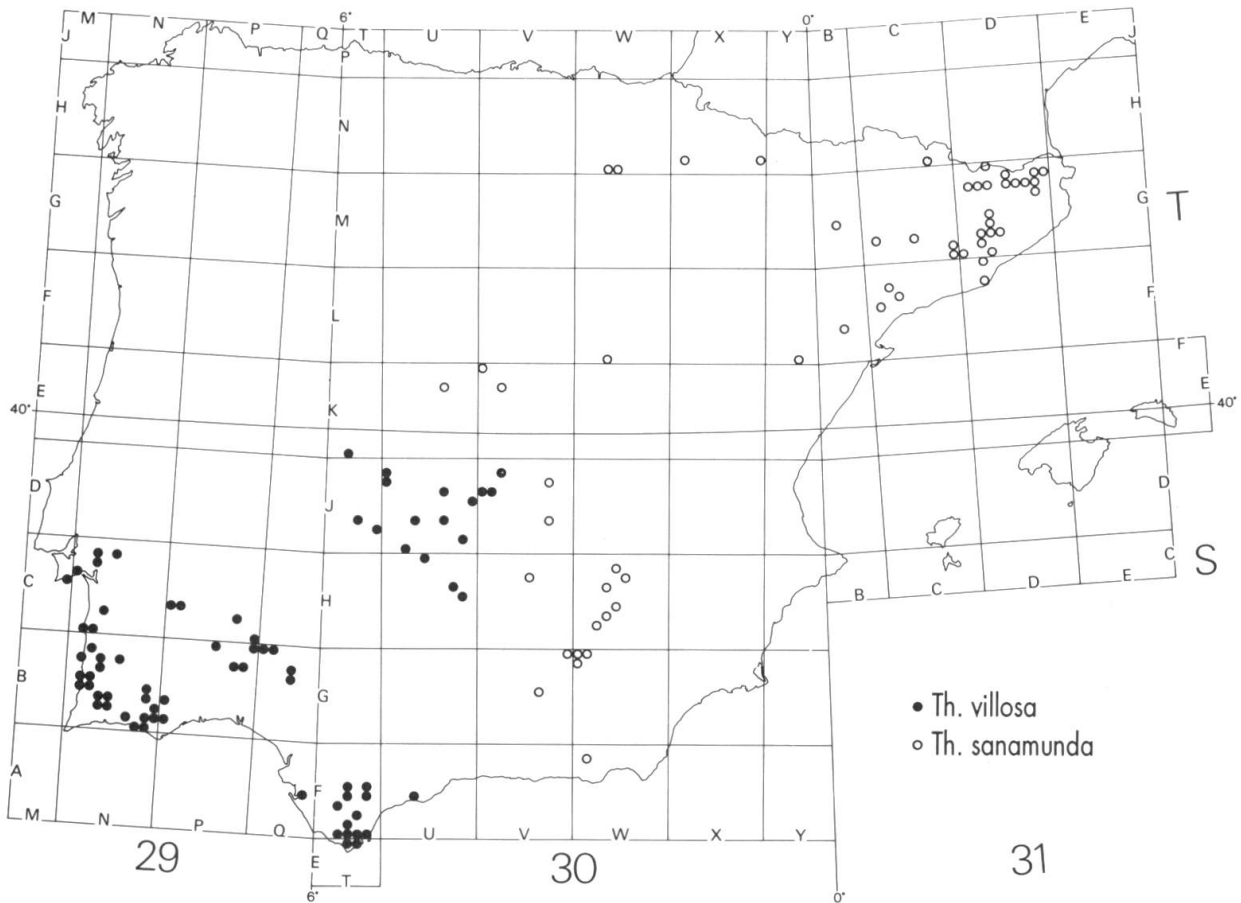 6° 0°
M N P Q T U V W X Y B C D E
J P J
H H
N
G M G T
F L F
F
E K E
40° 40°
D J D
C H C S
B C D E
B G
● Th. villosa
○ Th. sanamunda
A F
M N P Q U V W X Y
29 E 30 31
T
6° 0°